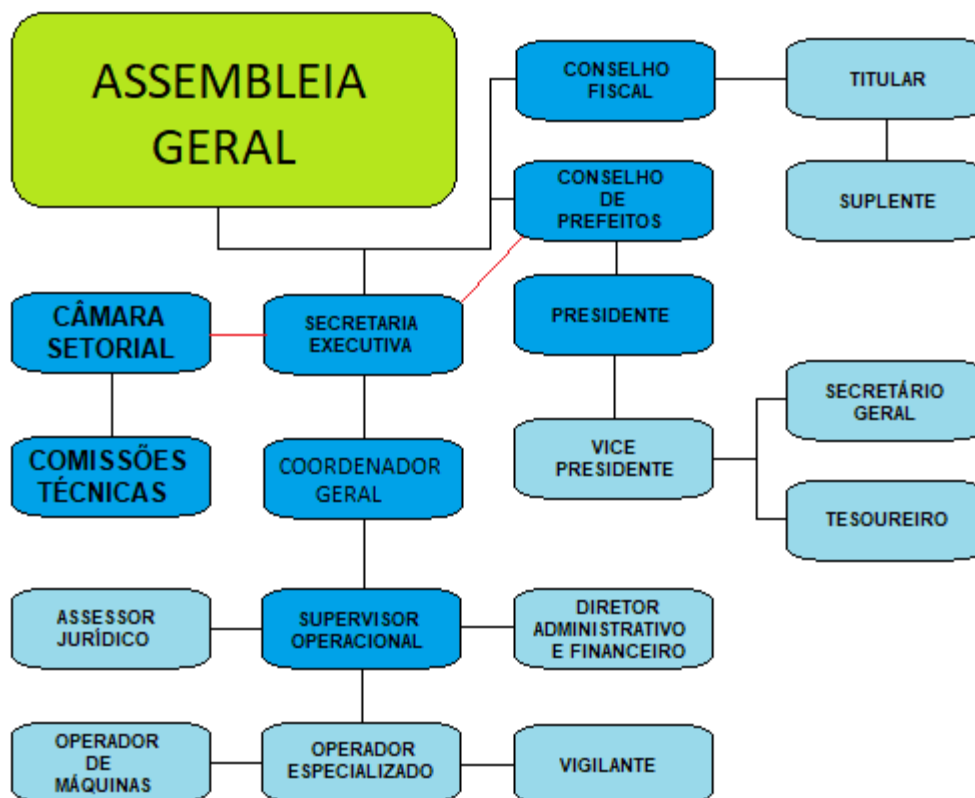 ASSEMBLEIA
GERAL
CONSELHO
FISCAL
TITULAR
CONSELHO
DE
PREFEITOS
SUPLENTE
CÂMARA
SETORIAL
SECRETARIA
EXECUTIVA
PRESIDENTE
SECRETÁRIO
GERAL
COMISSÕES
TÉCNICAS
COORDENADOR
GERAL
VICE
PRESIDENTE
TESOUREIRO
ASSESSOR
JURÍDICO
SUPERVISOR
OPERACIONAL
DIRETOR
ADMINISTRATIVO
E FINANCEIRO
OPERADOR
DE
MÁQUINAS
OPERADOR
ESPECIALIZADO
VIGILANTE